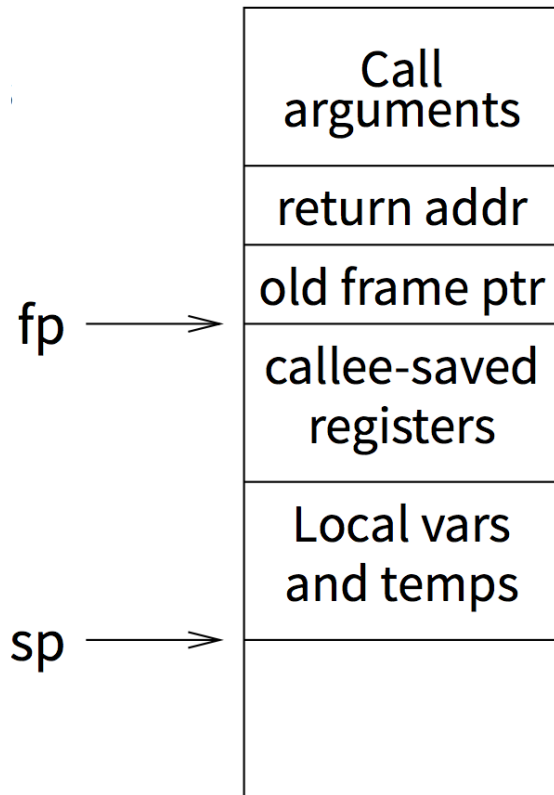 Call
arguments
return addr
old frame ptr
fp
callee-saved
registers
Local vars
and temps
sp